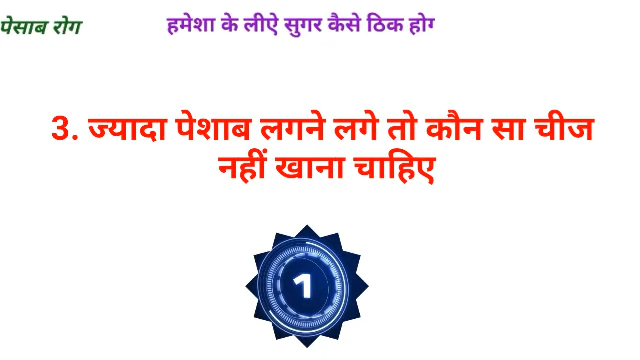 पेसाब रोग
हमेशा के लीऐ सुगर कैसे ठिक होग
3. ज्यादा पेशाब लगने लगे तो कौन सा चीज
नहीं खाना चाहिए
1